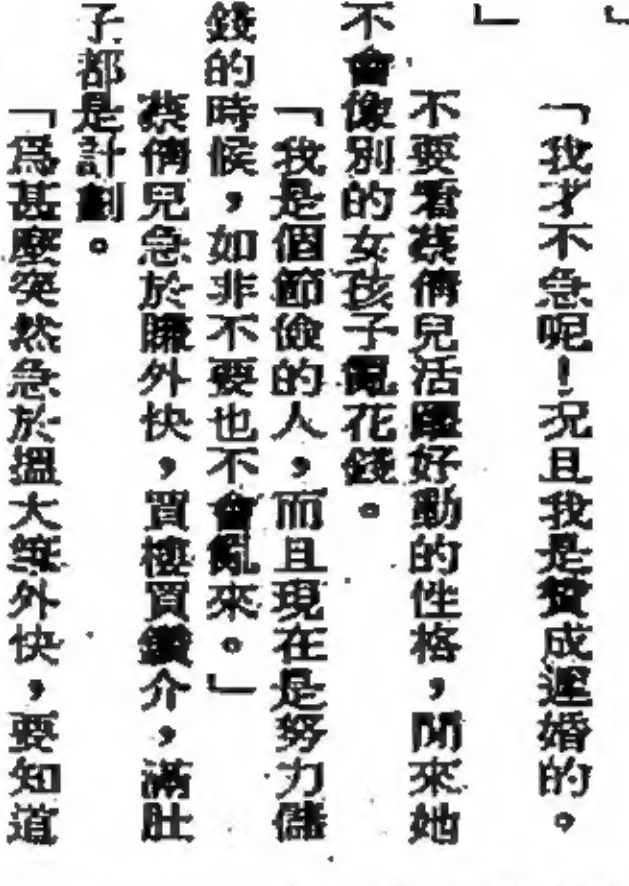 」
「我才不急呢！況且我是贊成遲婚的。
」
不要看蔡倩兒活躍好動的性格，閒來她
不會像別的女孩子亂花錢。
「我是個節儉的人，而且現在是努力儲
錢的時候，如非不要也不會亂來。」
蔡倩兒急於賺外快，買樓買鑽介，滿肚
子都是計劃。
「爲甚麼突然急於搵大筆外快，要知道